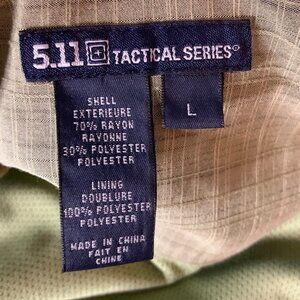 5.11 TACTICAL SERIES®
L
SHELL
EXTERIEURE
70% RAYON
RAYONNE
30% POLYESTER
POLYESTER
LINING
DOUBLURE
100% POLYESTER
POLYESTER
MADE IN CHINA
FAIT EN
CHINE